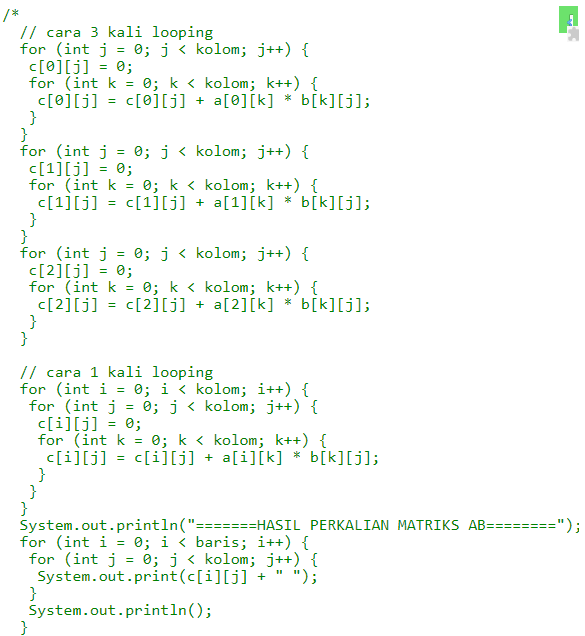 /*
  // cara 3 kali looping
  for (int j = 0; j < kolom; j++) {
   c[0][j] = 0;
   for (int k = 0; k < kolom; k++) {
    c[0][j] = c[0][j] + a[0][k] * b[k][j];
   }
  }
  for (int j = 0; j < kolom; j++) {
   c[1][j] = 0;
   for (int k = 0; k < kolom; k++) {
    c[1][j] = c[1][j] + a[1][k] * b[k][j];
   }
  }
  for (int j = 0; j < kolom; j++) {
   c[2][j] = 0;
   for (int k = 0; k < kolom; k++) {
    c[2][j] = c[2][j] + a[2][k] * b[k][j];
   }
  }

  // cara 1 kali looping
  for (int i = 0; i < kolom; i++) {
   for (int j = 0; j < kolom; j++) {
    c[i][j] = 0;
    for (int k = 0; k < kolom; k++) {
     c[i][j] = c[i][j] + a[i][k] * b[k][j];
    }
   }
  }
  System.out.println("=======HASIL PERKALIAN MATRIKS AB========");
  for (int i = 0; i < baris; i++) {
   for (int j = 0; j < kolom; j++) {
    System.out.print(c[i][j] + " ");
   }
   System.out.println();
  }